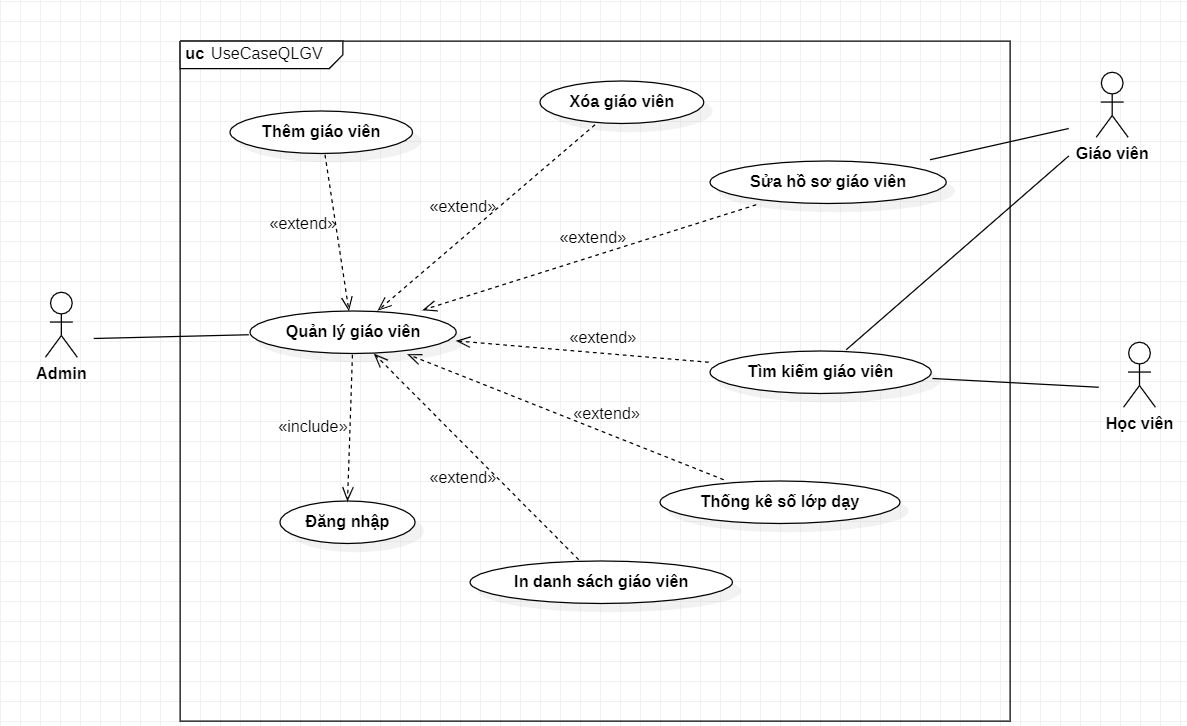 uc UseCaseQLGV
Xóa giáo viên
Thêm giáo viên
Giáo viên
Sửa hồ sơ giáo viên
«extend»
«extend»
«extend»
Quản lý giáo viên
«extend»
Admin
Tìm kiếm giáo viên
Học viên
«extend»
«include»
«extend»
Thống kê số lớp dạy
Đăng nhập
In danh sách giáo viên